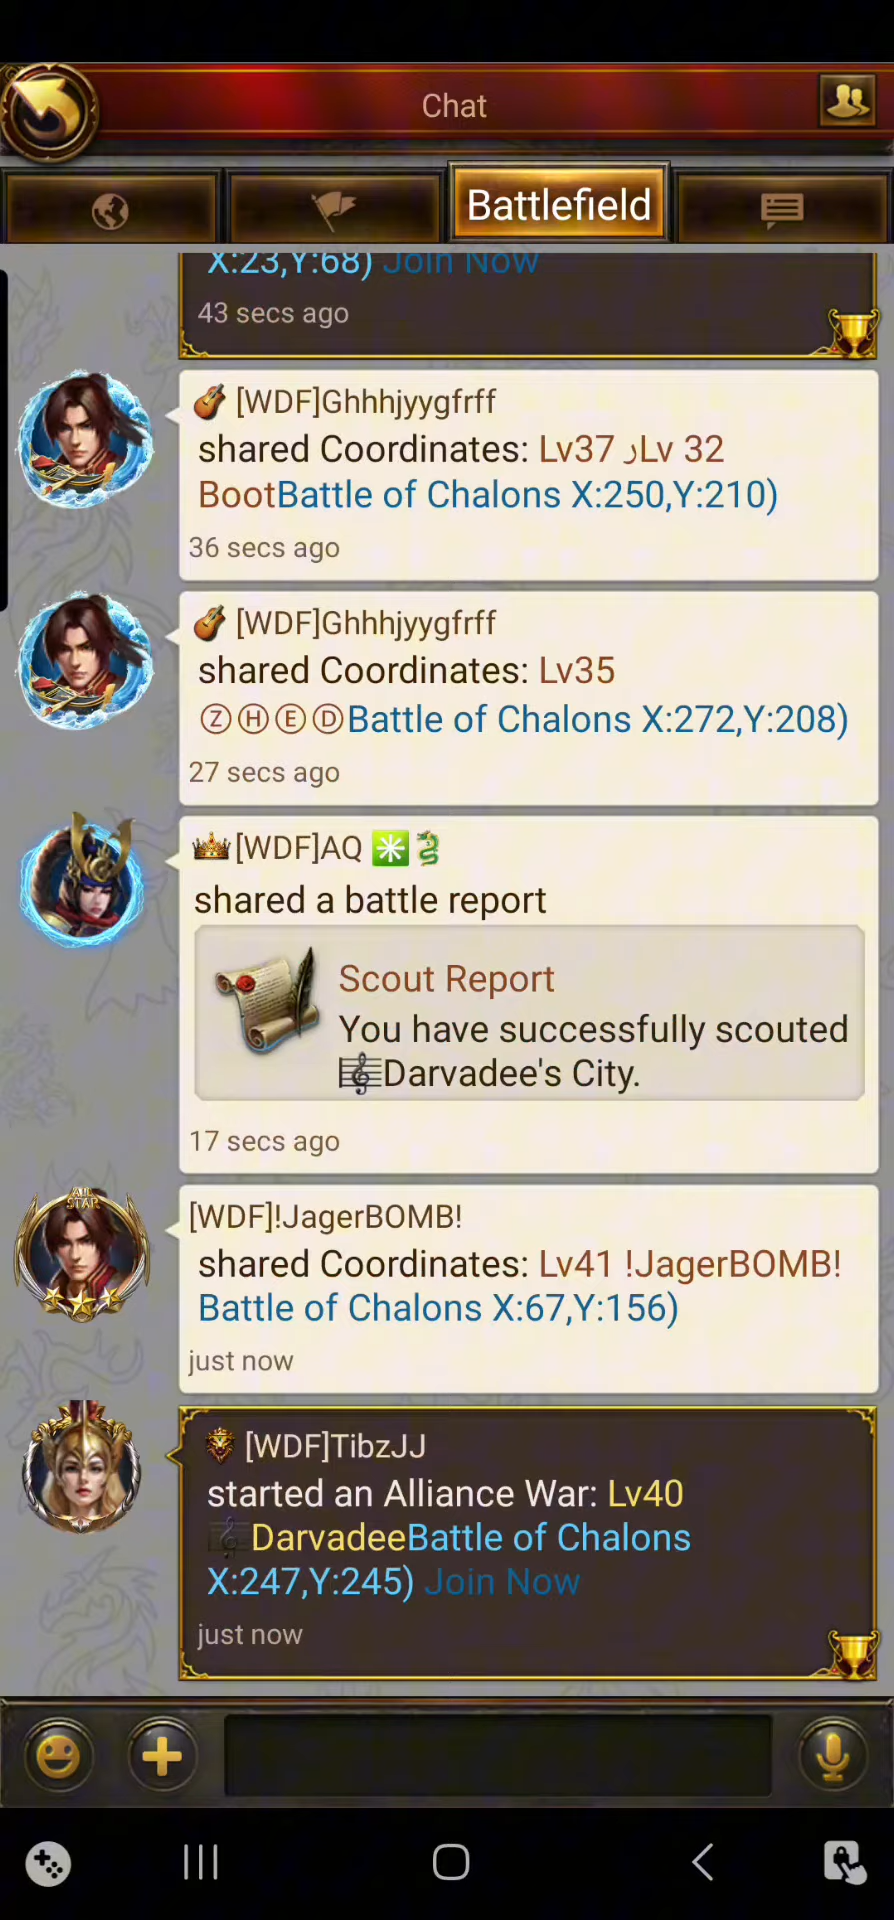 Chat
Battlefield
X:23,Y:68) Join Now
43 secs ago
[WDF]Ghhhjyygfrff
shared Coordinates: Lv37 رLv 32
BootBattle of Chalons X:250,Y:210)
36 secs ago
[WDF]Ghhhjyygfrff
shared Coordinates: Lv35
ⓏⒽⒺⒹBattle of Chalons X:272,Y:208)
27 secs ago
[WDF]AQ ✳️🐉
shared a battle report
Scout Report
You have successfully scouted
🎼Darvadee's City.
17 secs ago
ALL
STAR
[WDF]!JagerBOMB!
shared Coordinates: Lv41 !JagerBOMB!
Battle of Chalons X:67,Y:156)
just now
[WDF]TibzJJ
started an Alliance War: Lv40
🎼DarvadeeBattle of Chalons
X:247,Y:245) Join Now
just now